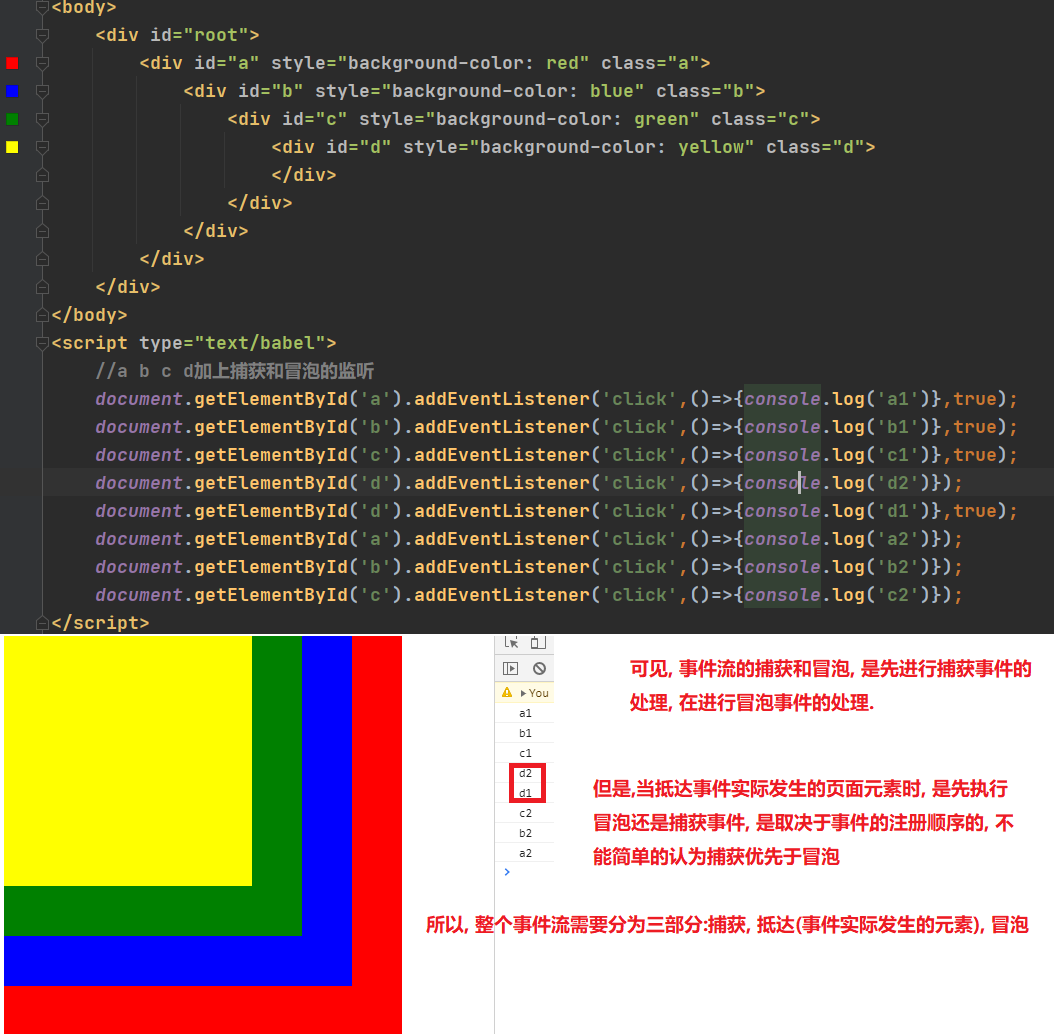 <body>
<div id="root">
<div id="a" style="background-color: red" class="a">
<div id="b" style="background-color: blue" class="b">
<div id="c" style="background-color: green" class="c">
<div id="d" style="background-color: yellow" class="d">
</div>
</div>
</div>
</div>
</div>
</body>
<script type="text/babel">
//a b c d加上捕获和冒泡的监听
document.getElementById('a').addEventListener('click',()=>{console.log('a1')},true);
document.getElementById('b').addEventListener('click',()=>{console.log('b1')},true);
document.getElementById('c').addEventListener('click',()=>{console.log('c1')},true);
document.getElementById('d').addEventListener('click',()=>{console.log('d2')});
document.getElementById('d').addEventListener('click',()=>{console.log('d1')},true);
document.getElementById('a').addEventListener('click',()=>{console.log('a2')});
document.getElementById('b').addEventListener('click',()=>{console.log('b2')});
document.getElementById('c').addEventListener('click',()=>{console.log('c2')});
</script>
You
a1
b1
c1
d2
d1
c2
b2
a2
可见, 事件流的捕获和冒泡, 是先进行捕获事件的
处理, 在进行冒泡事件的处理.
但是,当抵达事件实际发生的页面元素时, 是先执行
冒泡还是捕获事件, 是取决于事件的注册顺序的, 不
能简单的认为捕获优先于冒泡
所以, 整个事件流需要分为三部分:捕获, 抵达(事件实际发生的元素), 冒泡